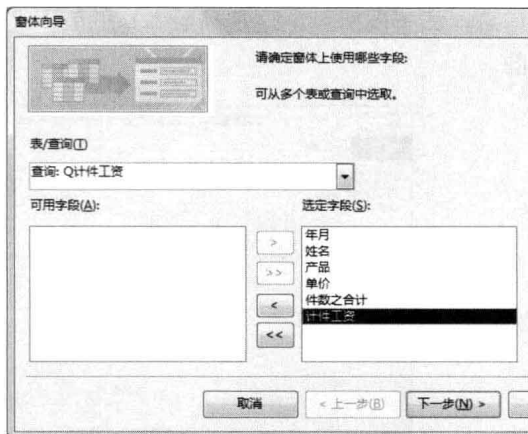 窗体向导
请确定窗体上使用哪些字段:
可从多个表或查询中选取。
表/查询(T)
查询: Q计件工资
可用字段(A):
选定字段(S):
年月
姓名
产品
单价
件数之合计
计件工资
>
>>
<
<<
取消
< 上一步(B)
下一步(N) >